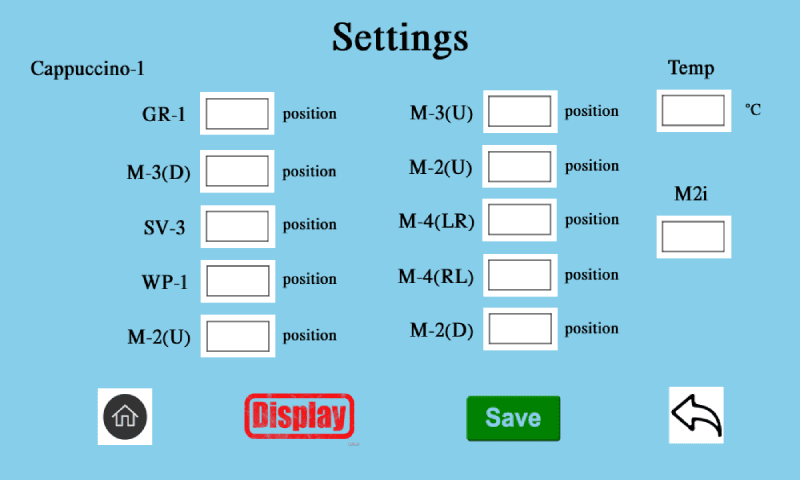 Settings
Cappuccino-1
GR-1 position
M-3(D) position
SV-3 position
WP-1 position
M-2(U) position
M-3(U) position
M-2(U) position
M-4(LR) position
M-4(RL) position
M-2(D) position
Temp
°C
M2i
Display
Save